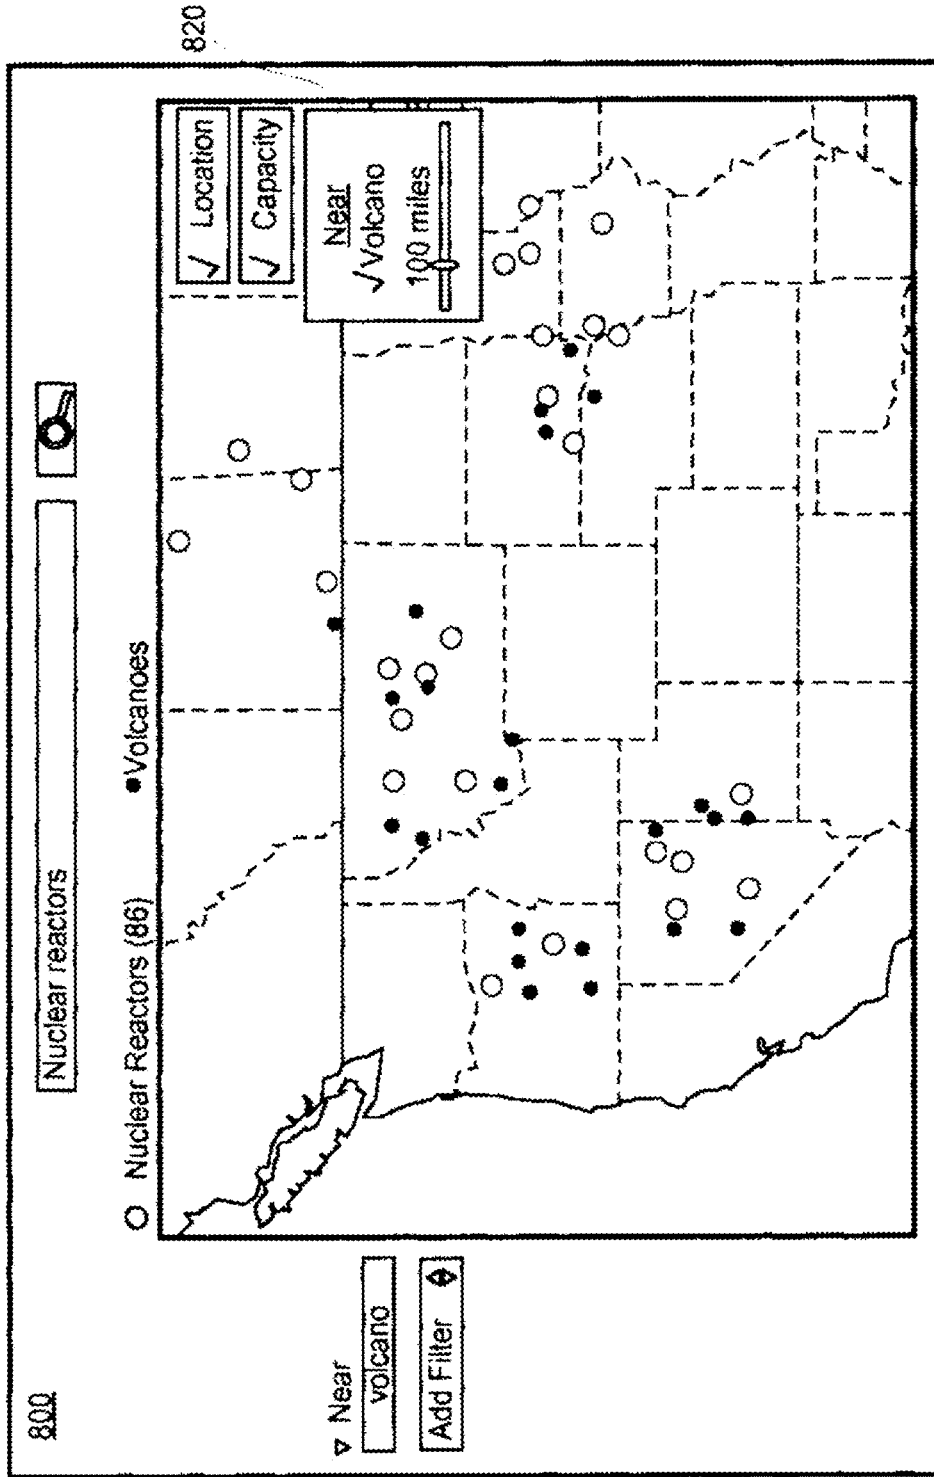 800
Nuclear reactors
○ Nuclear Reactors (86) ●Volcanoes
820
▽ Near
volcano
Add Filter
√ Location
√ Capacity
Near
√Volcano
100 miles